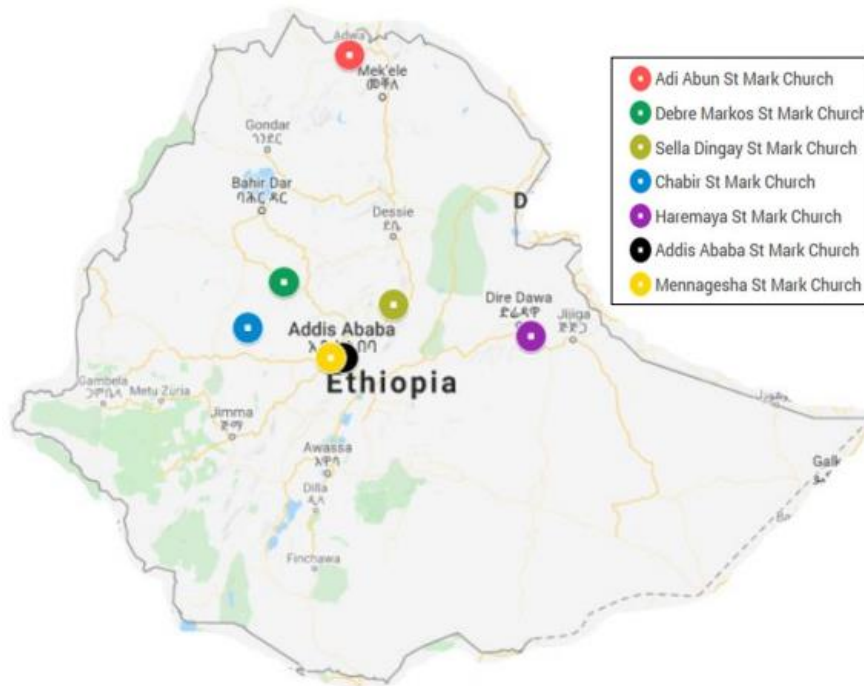 Adwa
Mek'ele
መቐለ
Gondar
ጎንደር
Bahir Dar
ባሕር ዳር
Dessie
ደሴ
D
Dire Dawa
ድሬዳዋ
Jijiga
ጅጅጋ
Addis Ababa
Ethiopia
Gambela
ጋምቤላ
Metu Zuria
Jimma
ጅማ
Awassa
አዋሳ
Dilla
ዲላ
Finchawa
Galk
Adi Abun St Mark Church
Debre Markos St Mark Church
Sella Dingay St Mark Church
Chabir St Mark Church
Haremaya St Mark Church
Addis Ababa St Mark Church
Mennagesha St Mark Church